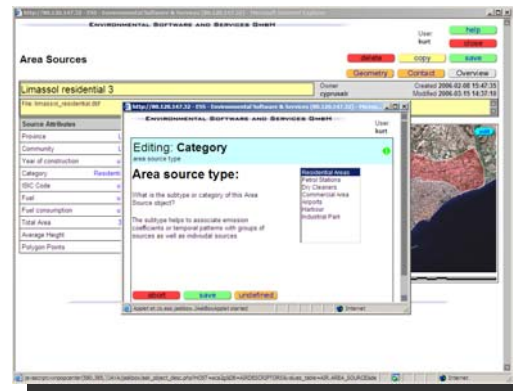 ENVIRONMENTAL SOFTWARE AND SERVICES GMBH
User:
kurt
help
close
Area Sources
delete
copy
save
Geometry
Contact
Overview
Limassol residential 3
Owner
cyprusair
Created 2006-02-08 15:47:35
Modified 2006-03-15 14:37:10
File: limassol_residential.dbf
Source Attributes
Province
Community
Year of construction
Category
Residenti
ISIC Code
Fuel
Fuel consumption
Total Area
Average Height
Polygon Points
edit
ENVIRONMENTAL SOFTWARE AND SERVICES GMBH
User:
kurt
Editing: Category
area source type
Area source type:
What is the subtype or category of this Area
Source object?
The subtype helps to associate emission
coefficients or temporal patterns with groups of
sources as well as individual sources
Residential Areas
Petrol Stations
Dry Cleaners
Commercial Area
Airports
Harbour
Industrial Park
abort
save
undefined
Internet
Internet